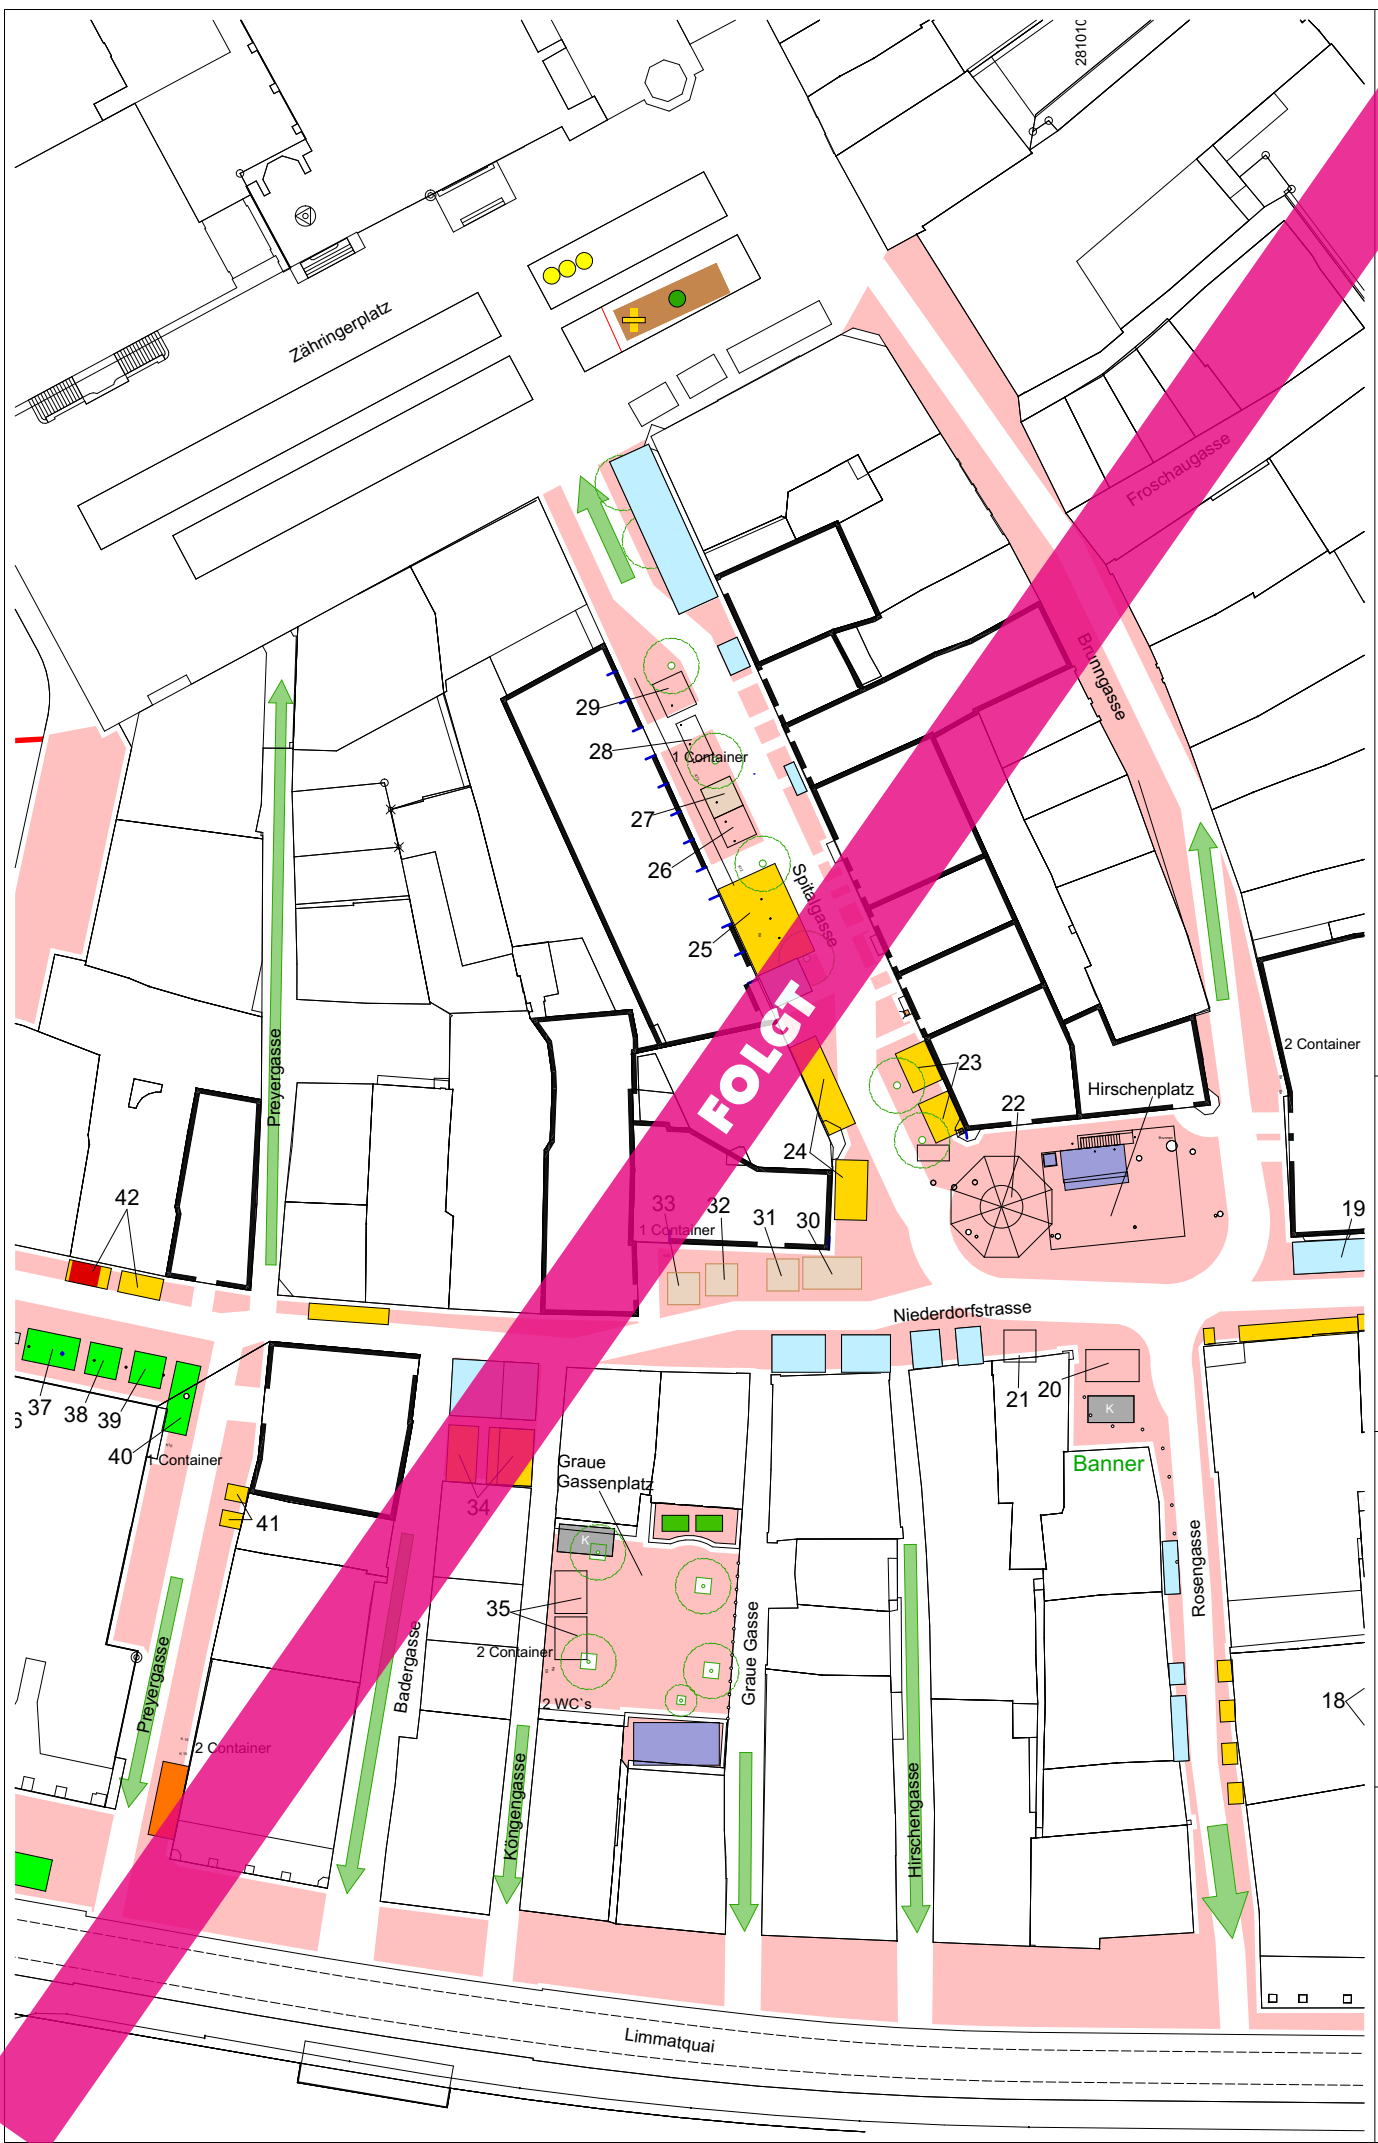 281010
Zähringerplatz
Froschaugasse
Brunngasse
29
28
1 Container
27
26
Spitalgasse
25
FOLGT
Preyergasse
2 Container
23
Hirschenplatz
22
24
42
33
32
31
30
1 Container
19
Niederdorfstrasse
21
20
K
Banner
37
38
39
40
1 Container
41
34
Graue
Gassenplatz
K
35
2 Container
2 WC`s
Rosengasse
Graue Gasse
Badergasse
Preyergasse
2 Container
18
Köngengasse
Hirschengasse
Limmatquai